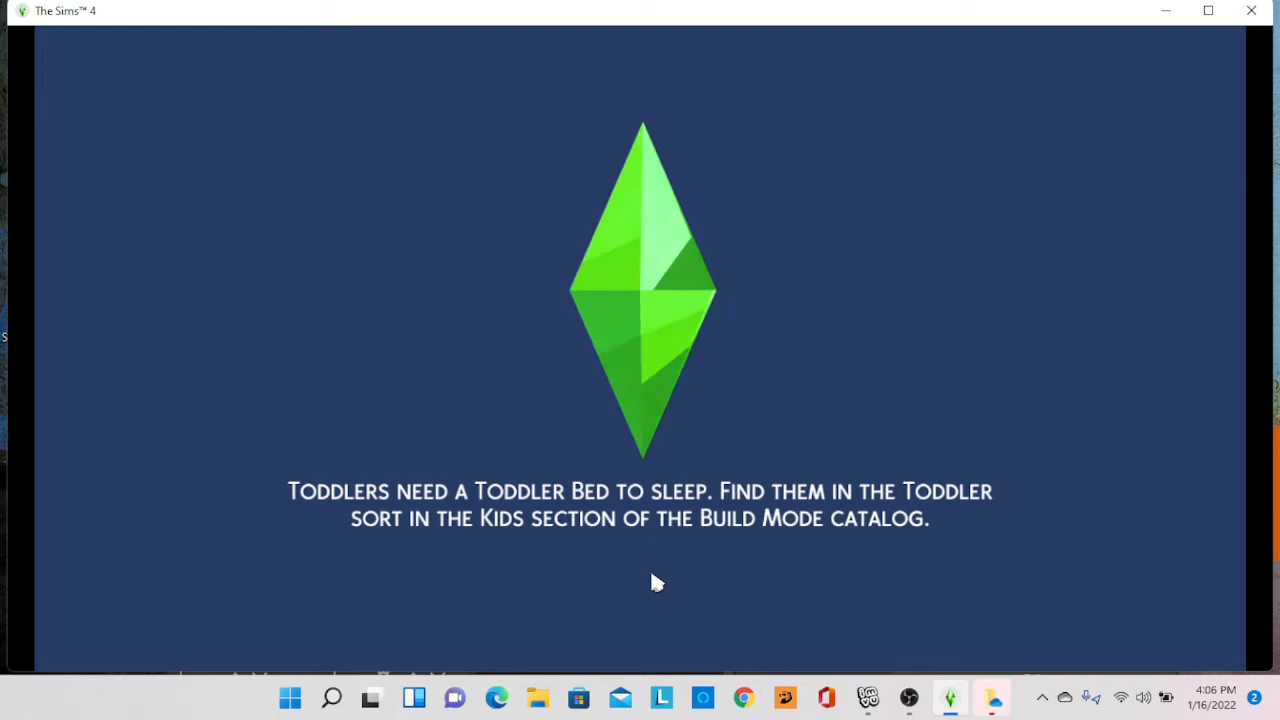 The Sims™ 4
TODDLERS NEED A TODDLER BED TO SLEEP. FIND THEM IN THE TODDLER
SORT IN THE KIDS SECTION OF THE BUILD MODE CATALOG.
4:06 PM
1/16/2022
2